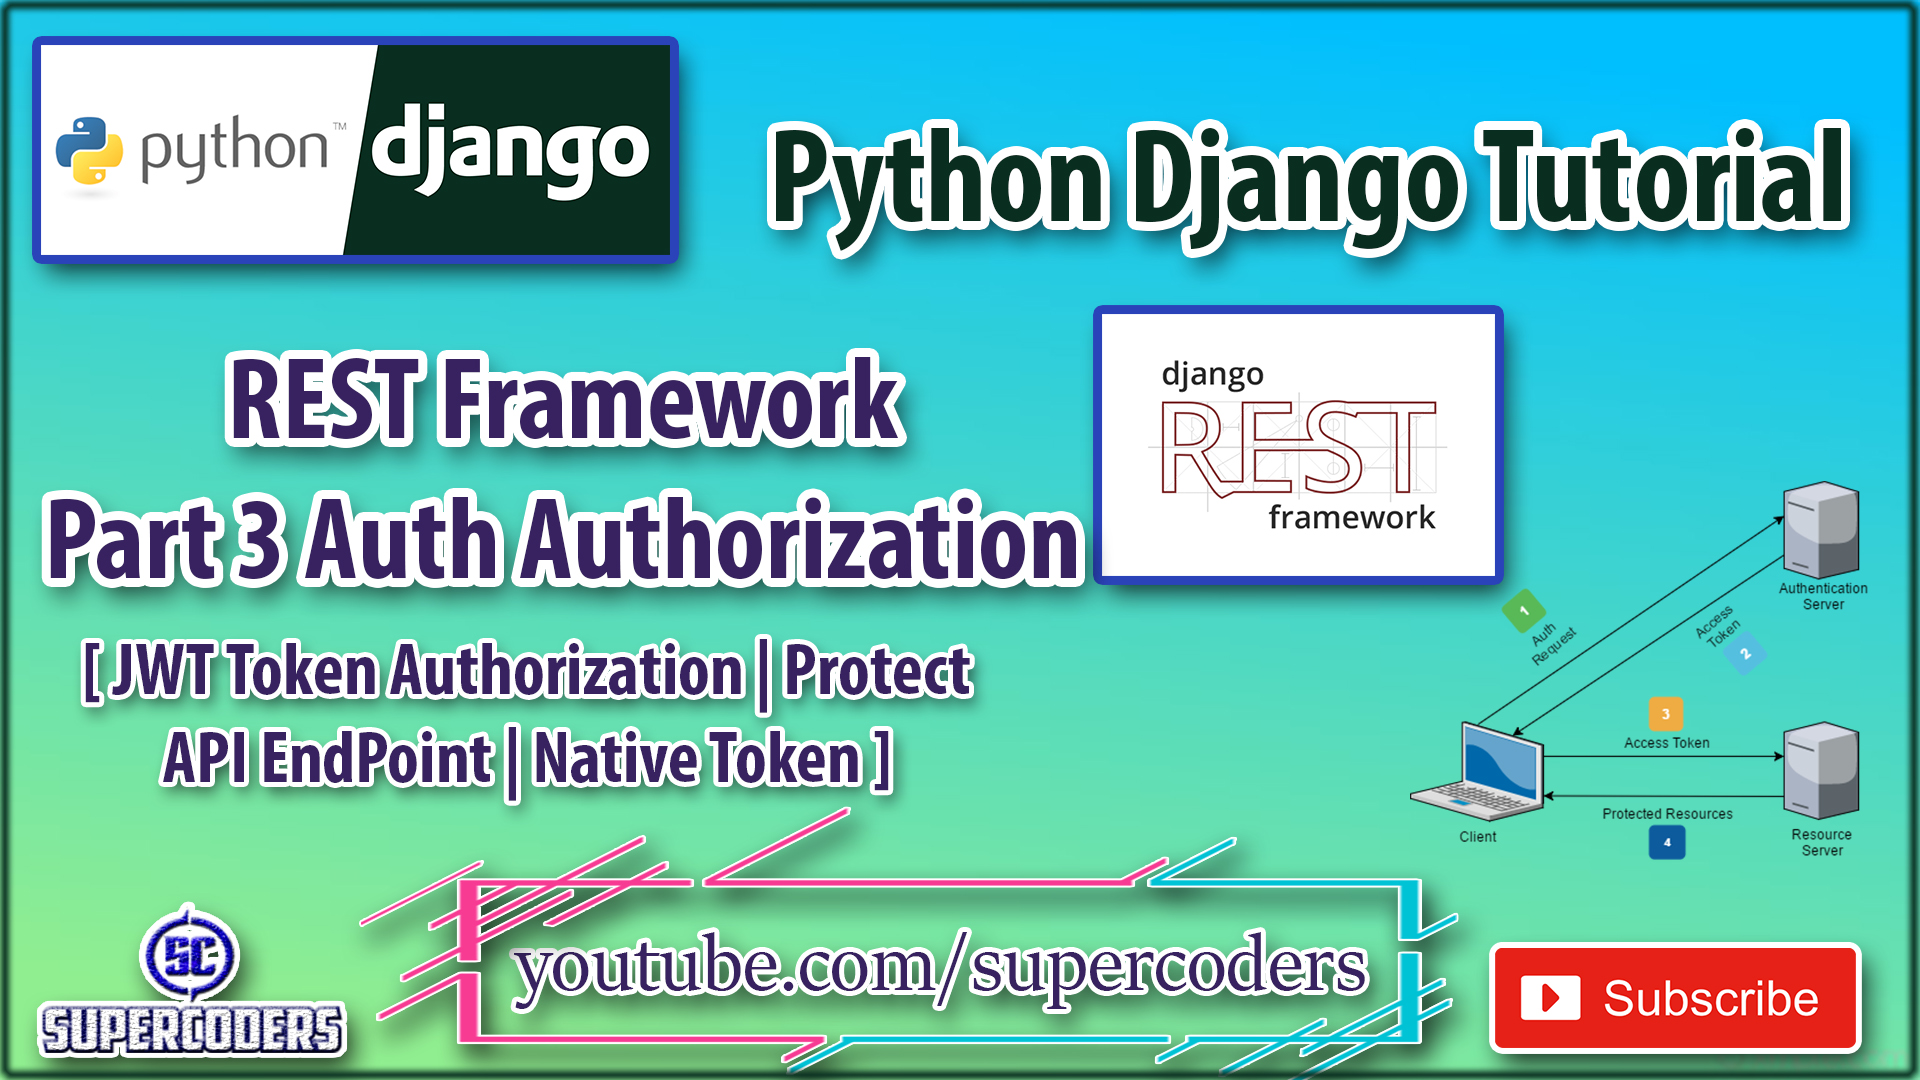 python™
django
Python Django Tutorial
REST Framework
Part 3 Auth Authorization
[ JWT Token Authorization | Protect
API EndPoint | Native Token ]
django
REST
framework
Authentication
Server
1
Auth
Request
Access
Token
2
3
Access Token
Protected Resources
4
Client
Resource
Server
SC
SUPERCODERS
youtube.com/supercoders
Subscribe